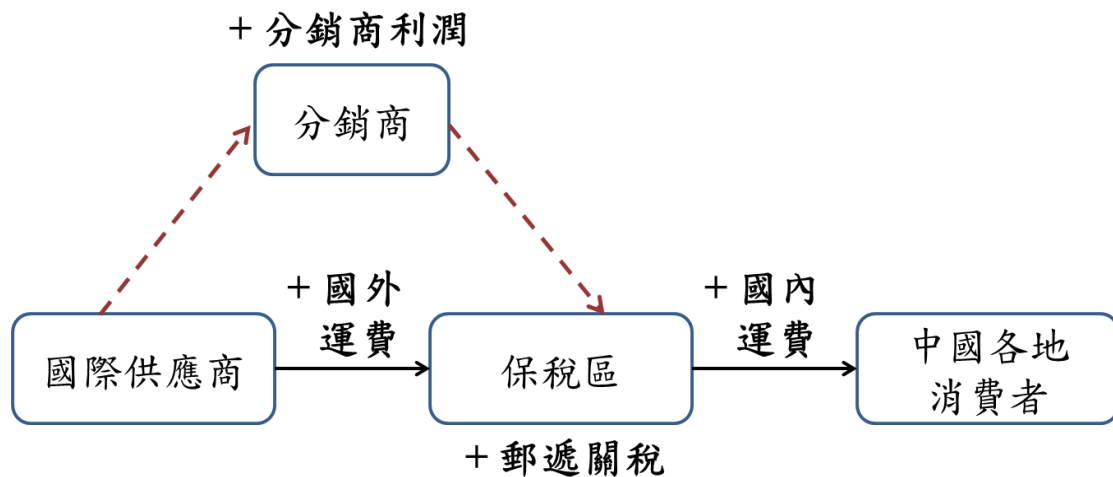 + 分銷商利潤
分銷商
+ 國外
運費
+ 國內
運費
國際供應商
保稅區
中國各地
消費者
+ 郵遞關稅